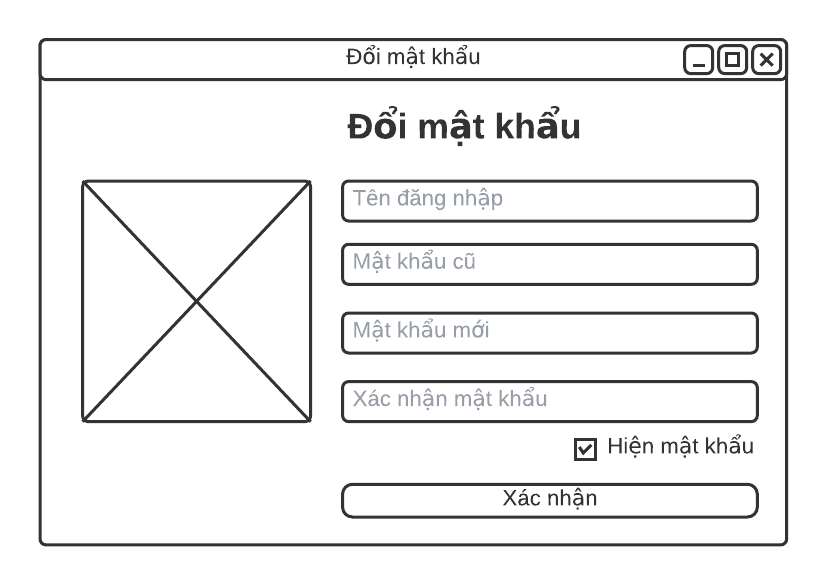 Đổi mật khẩu
Đổi mật khẩu
Tên đăng nhập
Mật khẩu cũ
Mật khẩu mới
Xác nhận mật khẩu
Hiện mật khẩu
Xác nhận